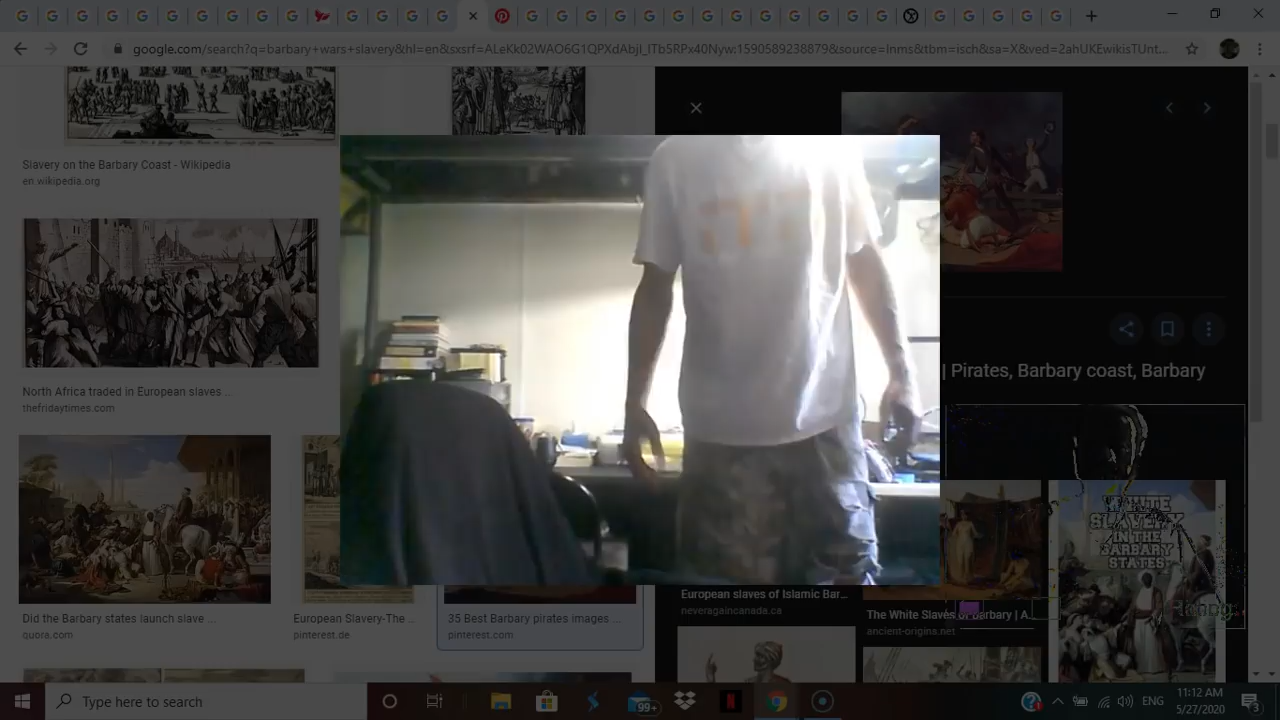 google.com/search?q=barbary+wars+slavery&hl=en&sxsrf=ALeKk02WAO6G1QPXdAbjI_ITb5RPx40Nyw:1590589238879&source=lnms&tbm=isch&sa=X&ved=2ahUKEwikisTUnt...
Slavery on the Barbary Coast - Wikipedia
en.wikipedia.org
North Africa traded in European slaves ...
thefridaytimes.com
| Pirates, Barbary coast, Barbary
WHITE
SLAVERY
IN THE
BARBARY
STATES
Did the Barbary states launch slave ...
quora.com
European Slavery-The ...
pinterest.de
35 Best Barbary pirates images ...
pinterest.com
European slaves of Islamic Bar...
neveragaincanada.ca
The White Slaves of Barbary | A...
ancient-origins.net
Type here to search
99+
ENG
11:12 AM
5/27/2020
3